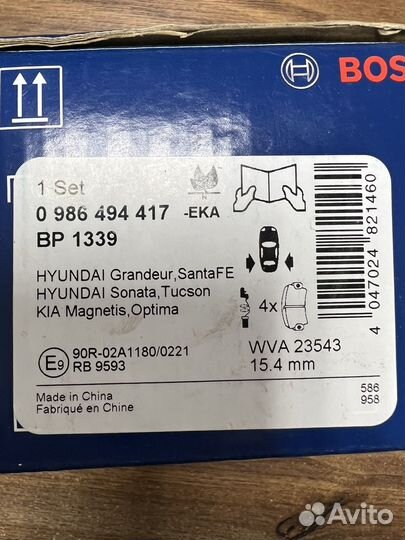 BOS
1 Set
0 986 494 417 -EKA
BP 1339
N
HYUNDAI Grandeur,SantaFE
HYUNDAI Sonata,Tucson
KIA Magnetis,Optima
4x
4 047024 821460
E9 90R-02A1180/0221
RB 9593
WVA 23543
15.4 mm
Made in China
Fabriqué en Chine
586
958
Avito